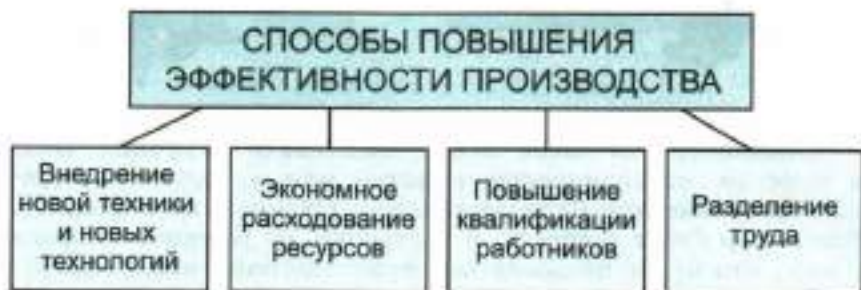 СПОСОБЫ ПОВЫШЕНИЯ
ЭФФЕКТИВНОСТИ ПРОИЗВОДСТВА
Внедрение
новой техники
и новых
технологий
Экономное
расходование
ресурсов
Повышение
квалификации
работников
Разделение
труда